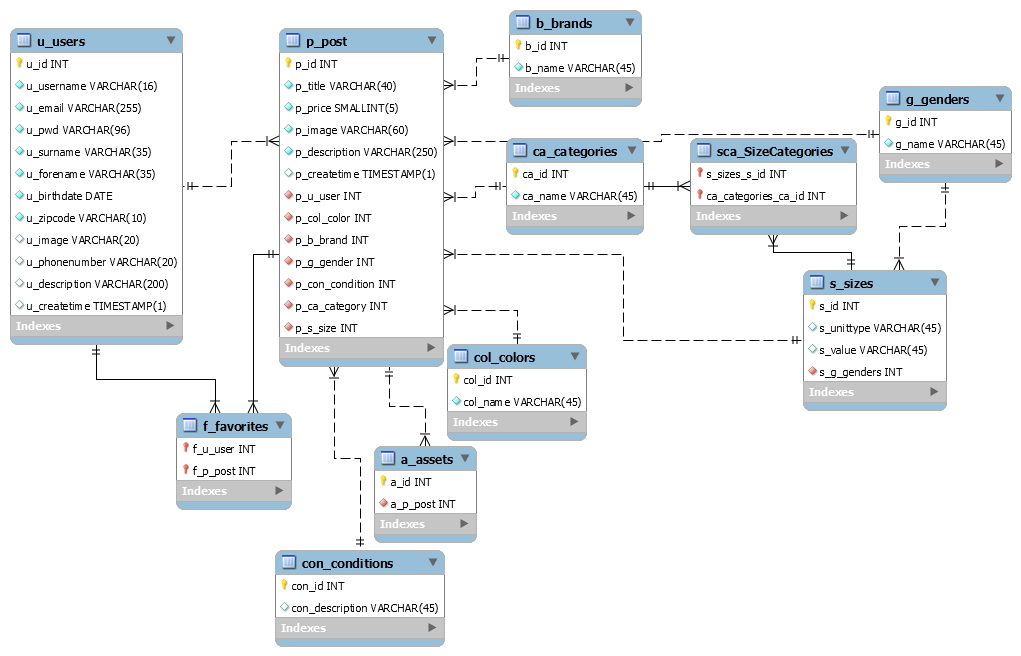 u_users
u_id INT
u_username VARCHAR(16)
u_email VARCHAR(255)
u_pwd VARCHAR(96)
u_surname VARCHAR(35)
u_forename VARCHAR(35)
u_birthdate DATE
u_zipcode VARCHAR(10)
u_image VARCHAR(20)
u_phonenumber VARCHAR(20)
u_description VARCHAR(200)
u_createtime TIMESTAMP(1)
Indexes
p_post
p_id INT
p_title VARCHAR(40)
p_price SMALLINT(5)
p_image VARCHAR(60)
p_description VARCHAR(250)
p_createtime TIMESTAMP(1)
p_u_user INT
p_col_color INT
p_b_brand INT
p_g_gender INT
p_con_condition INT
p_ca_category INT
p_s_size INT
Indexes
b_brands
b_id INT
b_name VARCHAR(45)
Indexes
ca_categories
ca_id INT
ca_name VARCHAR(45)
Indexes
sca_SizeCategories
s_sizes_s_id INT
ca_categories_ca_id INT
Indexes
g_genders
g_id INT
g_name VARCHAR(45)
Indexes
s_sizes
s_id INT
s_unittype VARCHAR(45)
s_value VARCHAR(45)
s_g_genders INT
Indexes
col_colors
col_id INT
col_name VARCHAR(45)
Indexes
f_favorites
f_u_user INT
f_p_post INT
Indexes
a_assets
a_id INT
a_p_post INT
Indexes
con_conditions
con_id INT
con_description VARCHAR(45)
Indexes